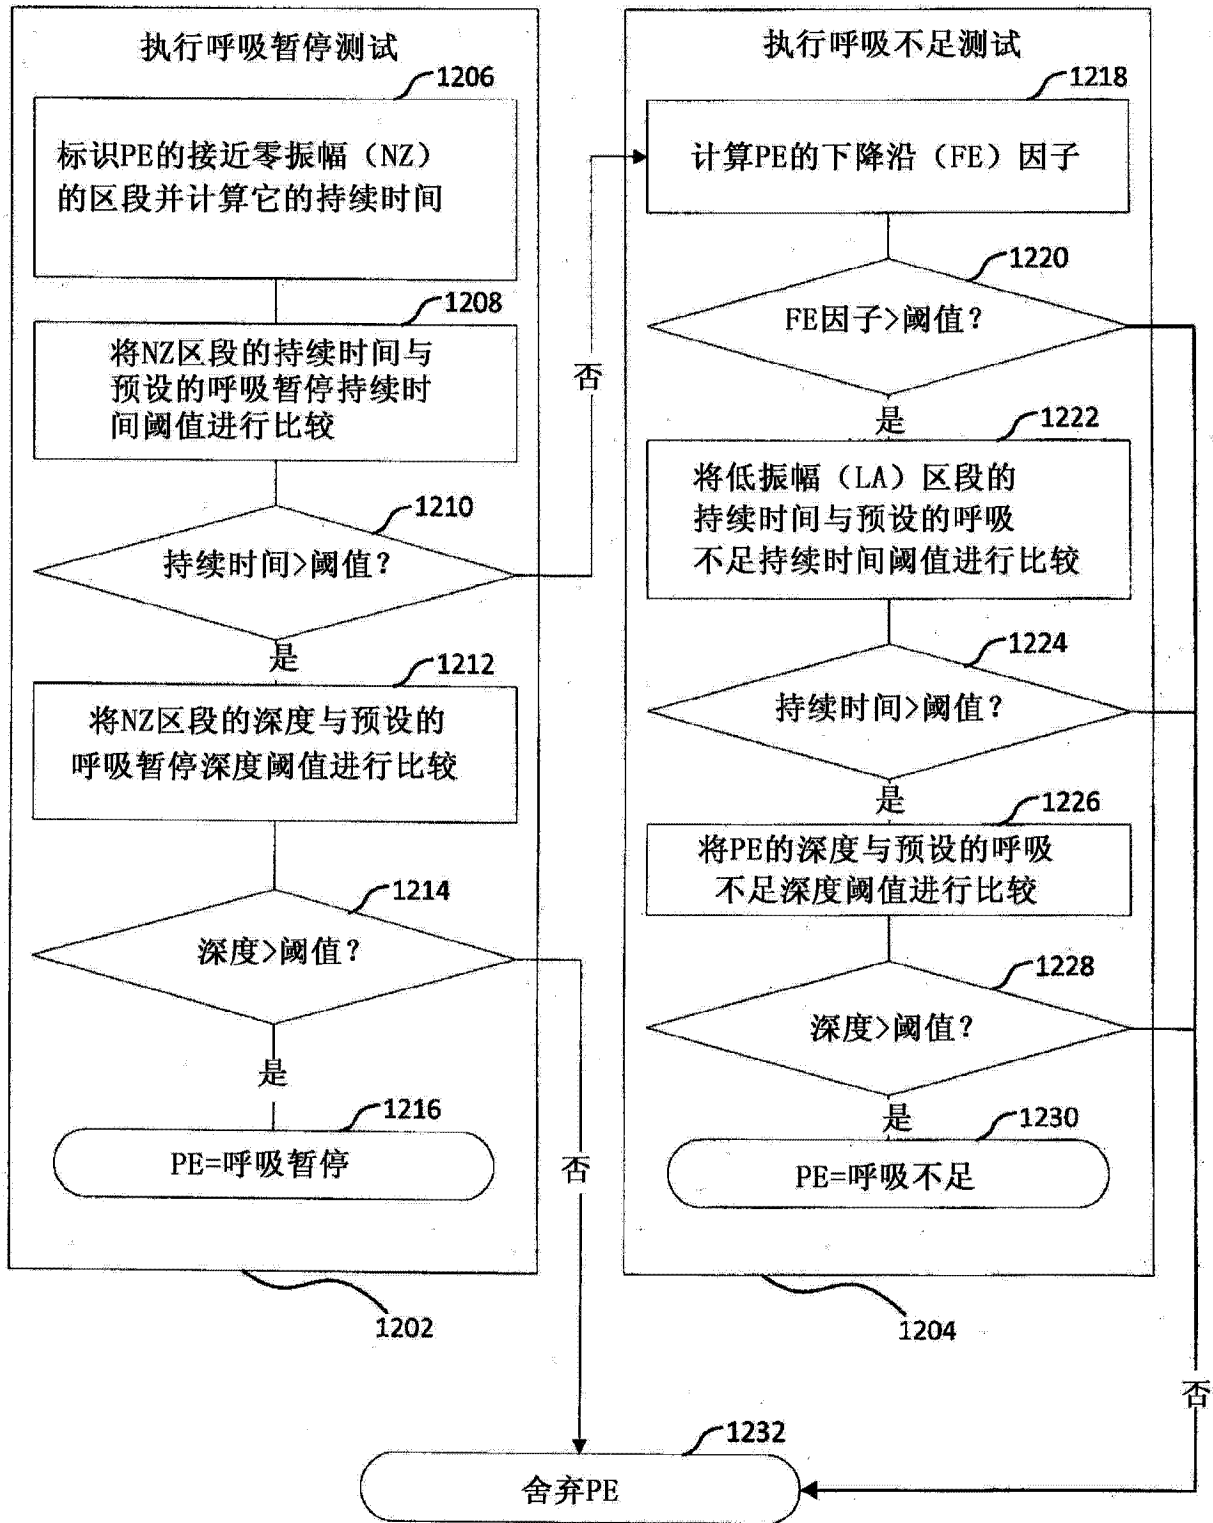 执行呼吸暂停测试
1206
标识PE的接近零振幅（NZ）
的区段并计算它的持续时间
1208
将NZ区段的持续时间与
预设的呼吸暂停持续时
间阈值进行比较
1210
持续时间>阈值？
是
否
1212
将NZ区段的深度与预设的
呼吸暂停深度阈值进行比较
1214
深度>阈值？
是
否
1216
PE=呼吸暂停
1202
执行呼吸不足测试
1218
计算PE的下降沿（FE）因子
1220
FE因子>阈值？
是
1222
将低振幅（LA）区段的
持续时间与预设的呼吸
不足持续时间阈值进行比较
1224
持续时间>阈值？
是
1226
将PE的深度与预设的呼吸
不足深度阈值进行比较
1228
深度>阈值？
是
1230
PE=呼吸不足
1204
否
1232
舍弃PE